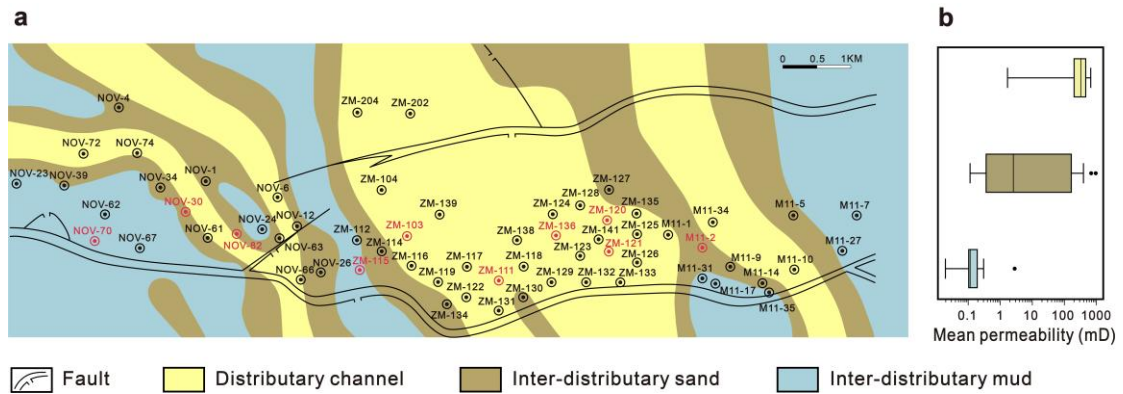 a
b
0 0.5 1KM
NOV-4
ZM-204 ZM-202
NOV-72 NOV-74
NOV-23 NOV-39 NOV-34 NOV-1 NOV-6 ZM-104 ZM-127
NOV-62 NOV-30 NOV-24 NOV-12 ZM-139 ZM-124 ZM-128 ZM-120 ZM-135 M11-34 M11-5 M11-7
NOV-70 NOV-67 NOV-61 NOV-82 NOV-63 ZM-112 ZM-103 ZM-138 ZM-136 ZM-141 ZM-125 M11-1 M11-2 M11-27
ZM-114 ZM-123 ZM-121
NOV-66 NOV-26 ZM-115 ZM-116 ZM-117 ZM-118 ZM-126 M11-9 M11-10
ZM-119 ZM-111 ZM-129 ZM-132 ZM-133 M11-31 M11-14
ZM-122 ZM-130 M11-17
ZM-134 ZM-131 M11-35
0.1 1 10 100 1000
Mean permeability (mD)
Fault Distributary channel Inter-distributary sand Inter-distributary mud